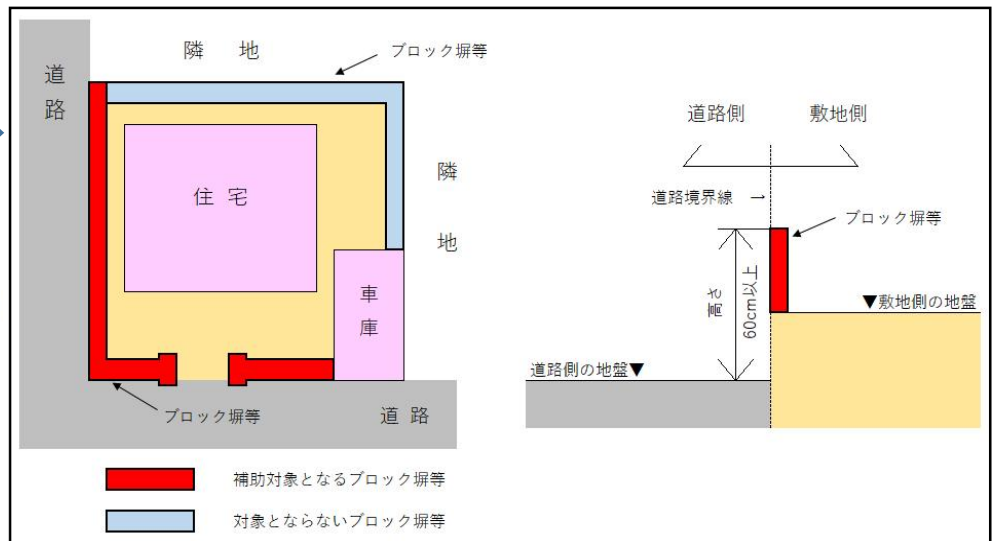 隣 地
ブロック塀等
道路
住宅
隣地
車庫
ブロック塀等
道路
補助対象となるブロック塀等
対象とならないブロック塀等
道路側 敷地側
道路境界線 →
ブロック塀等
高さ
60cm以上
▼敷地側の地盤
道路側の地盤▼